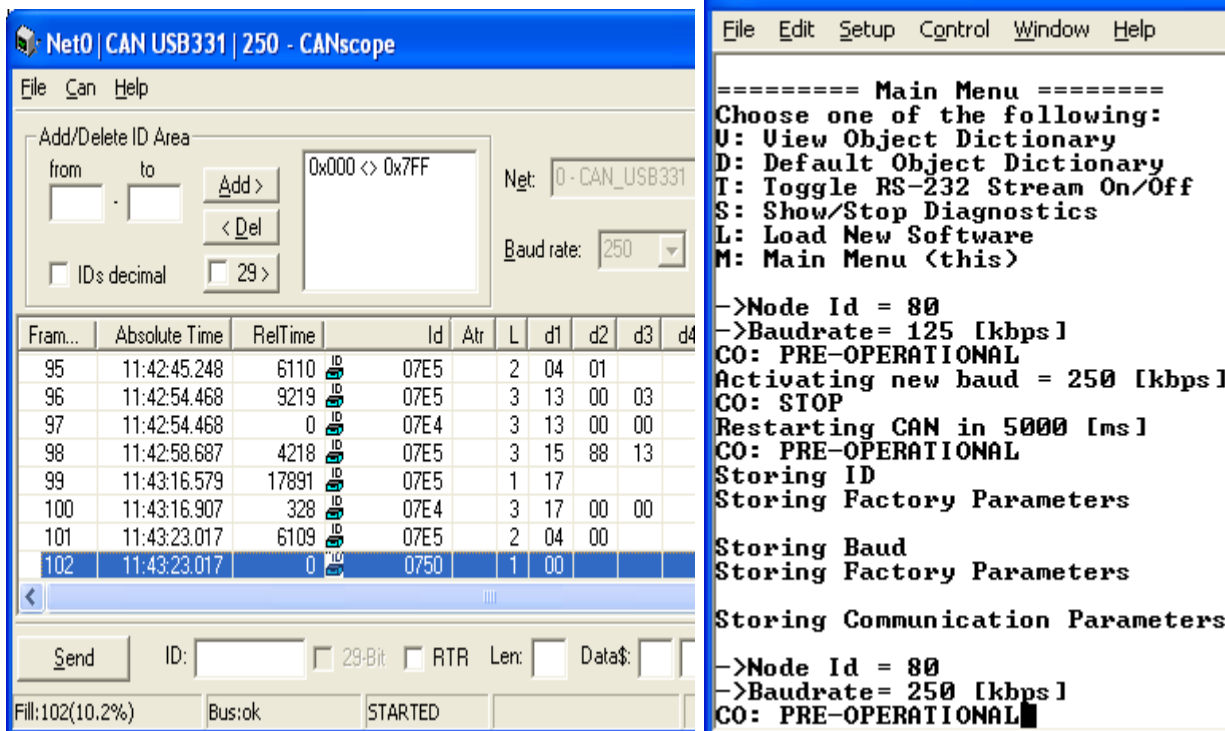 Net0 | CAN USB331 | 250 - CANscope
File Can Help
Add/Delete ID Area
from to
Add >
-
< Del
IDs decimal
29 >
0x000 <> 0x7FF
Net: 0 - CAN_USB331
Baud rate: 250
Fram... Absolute Time RelTime Id Atr L d1 d2 d3 d4
95 11:42:45.248 6110 ID 07E5 2 04 01
96 11:42:54.468 9219 ID 07E5 3 13 00 03
97 11:42:54.468 0 ID 07E4 3 13 00 00
98 11:42:58.687 4218 ID 07E5 3 15 88 13
99 11:43:16.579 17891 ID 07E5 1 17
100 11:43:16.907 328 ID 07E4 3 17 00 00
101 11:43:23.017 6109 ID 07E5 2 04 00
102 11:43:23.017 0 ID 0750 1 00
Send ID: 29-Bit RTR Len: Data$:
Fill:102(10.2%) Bus:ok STARTED
File Edit Setup Control Window Help
========= Main Menu ========
Choose one of the following:
V: View Object Dictionary
D: Default Object Dictionary
T: Toggle RS-232 Stream On/Off
S: Show/Stop Diagnostics
L: Load New Software
M: Main Menu (this)
->Node Id = 80
->Baudrate= 125 [kbps]
CO: PRE-OPERATIONAL
Activating new baud = 250 [kbps]
CO: STOP
Restarting CAN in 5000 [ms]
CO: PRE-OPERATIONAL
Storing ID
Storing Factory Parameters
Storing Baud
Storing Factory Parameters
Storing Communication Parameters
->Node Id = 80
->Baudrate= 250 [kbps]
CO: PRE-OPERATIONAL